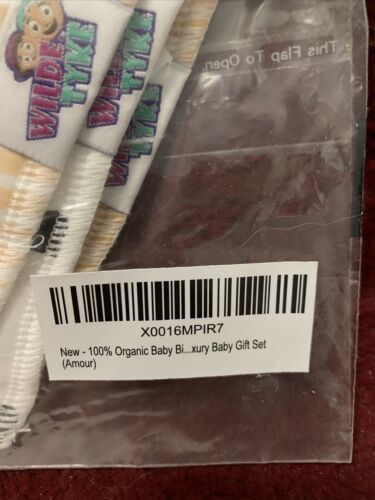 WILDE.
TYKE
WILDE
TYKE
TYKE
This Flap To Open.
X0016MPIR7
New - 100% Organic Baby Bi...xury Baby Gift Set
(Amour)